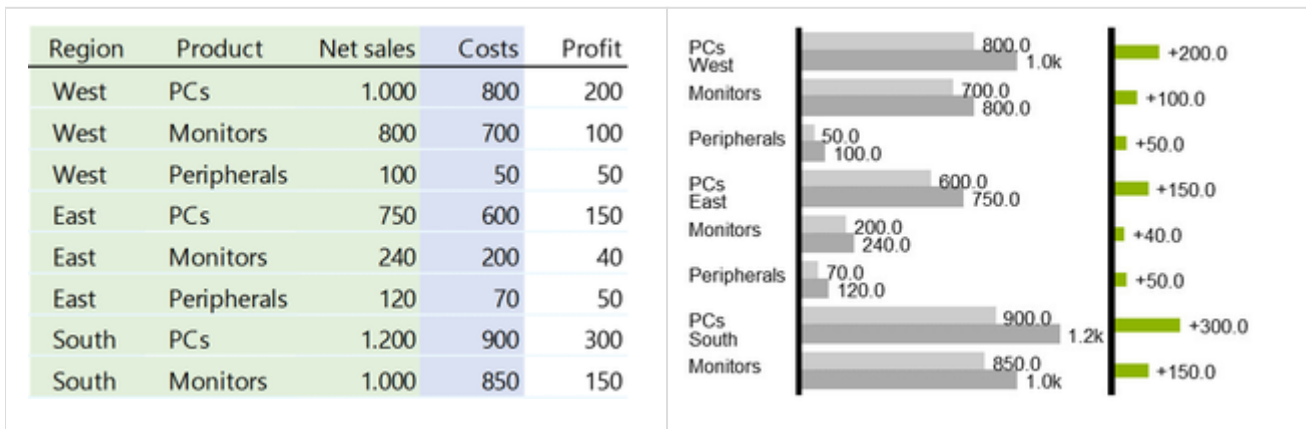 Region Product Net sales Costs Profit
West PCs 1.000 800 200
West Monitors 800 700 100
West Peripherals 100 50 50
East PCs 750 600 150
East Monitors 240 200 40
East Peripherals 120 70 50
South PCs 1.200 900 300
South Monitors 1.000 850 150
PCs 800.0 +200.0
West 1.0k
Monitors 700.0 +100.0
800.0
Peripherals 50.0 +50.0
100.0
PCs 600.0 +150.0
East 750.0
Monitors 200.0 +40.0
240.0
Peripherals 70.0 +50.0
120.0
PCs 900.0 +300.0
South 1.2k
Monitors 850.0 +150.0
1.0k